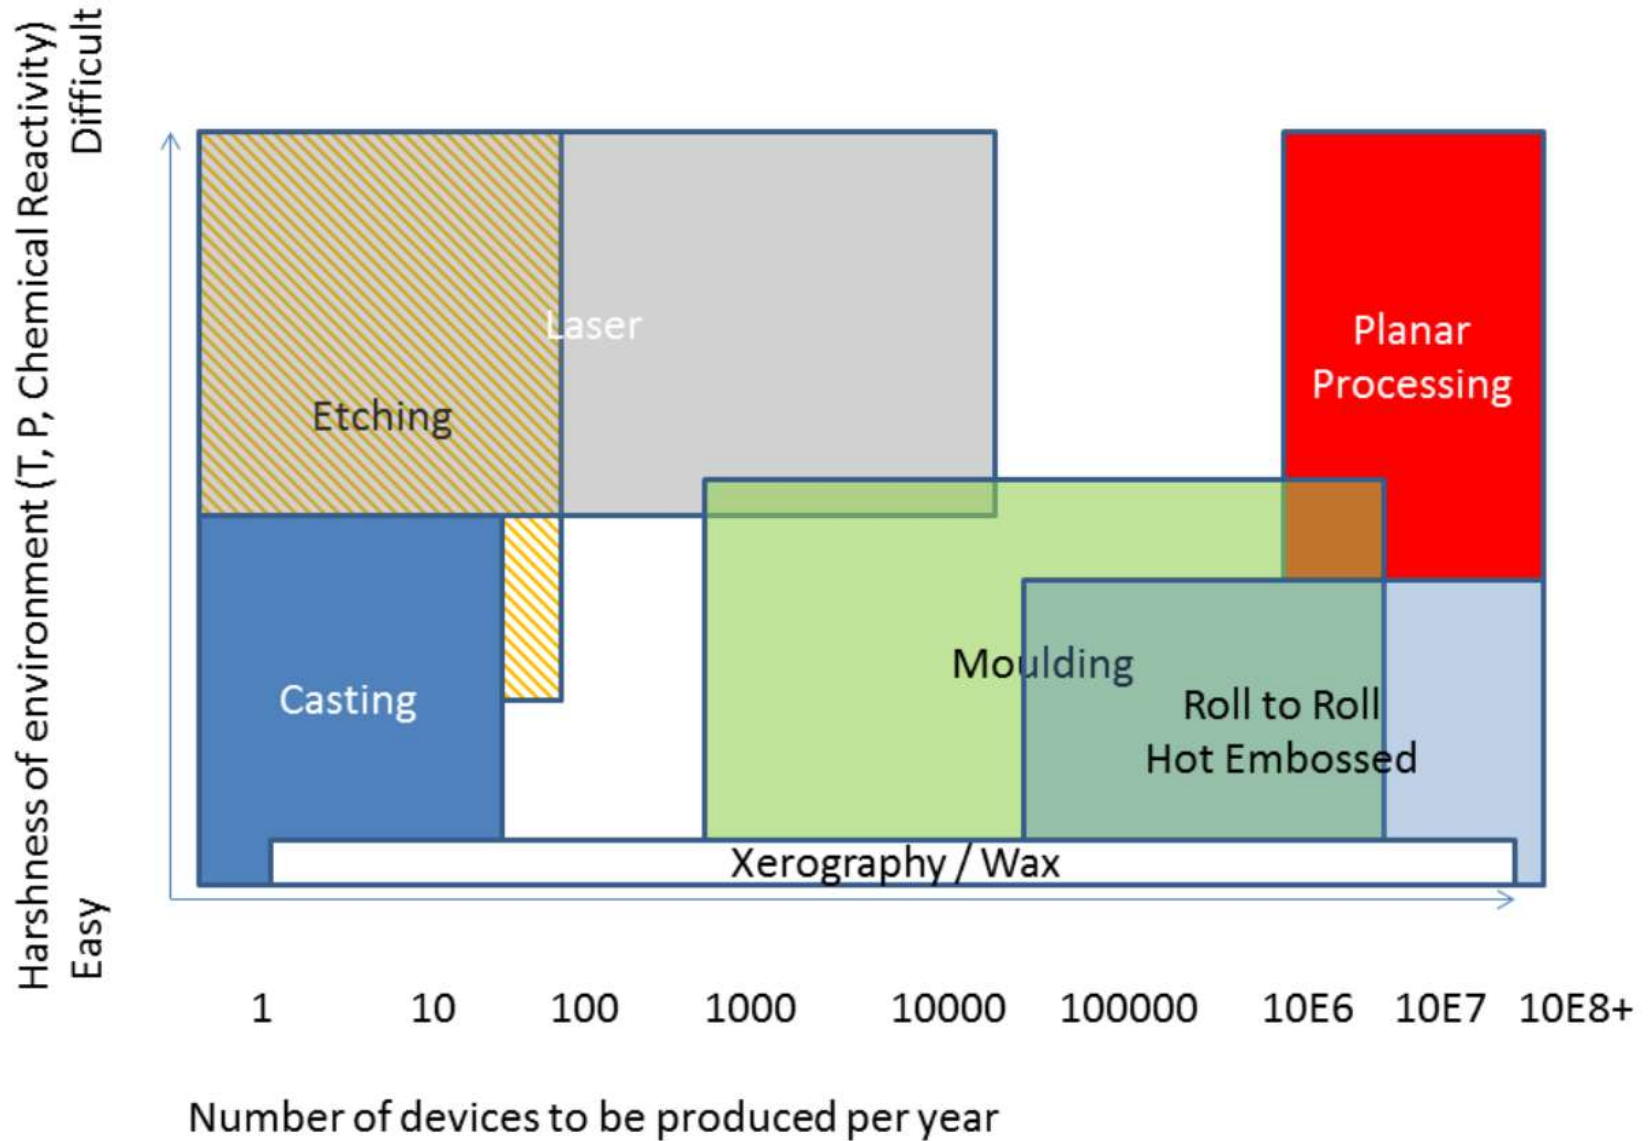 Harshness of environment (T, P, Chemical Reactivity)
Easy
Difficult
Laser
Etching
Planar
Processing
Moulding
Casting
Roll to Roll
Hot Embossed
Xerography / Wax
1 10 100 1000 10000 100000 10E6 10E7 10E8+
Number of devices to be produced per year